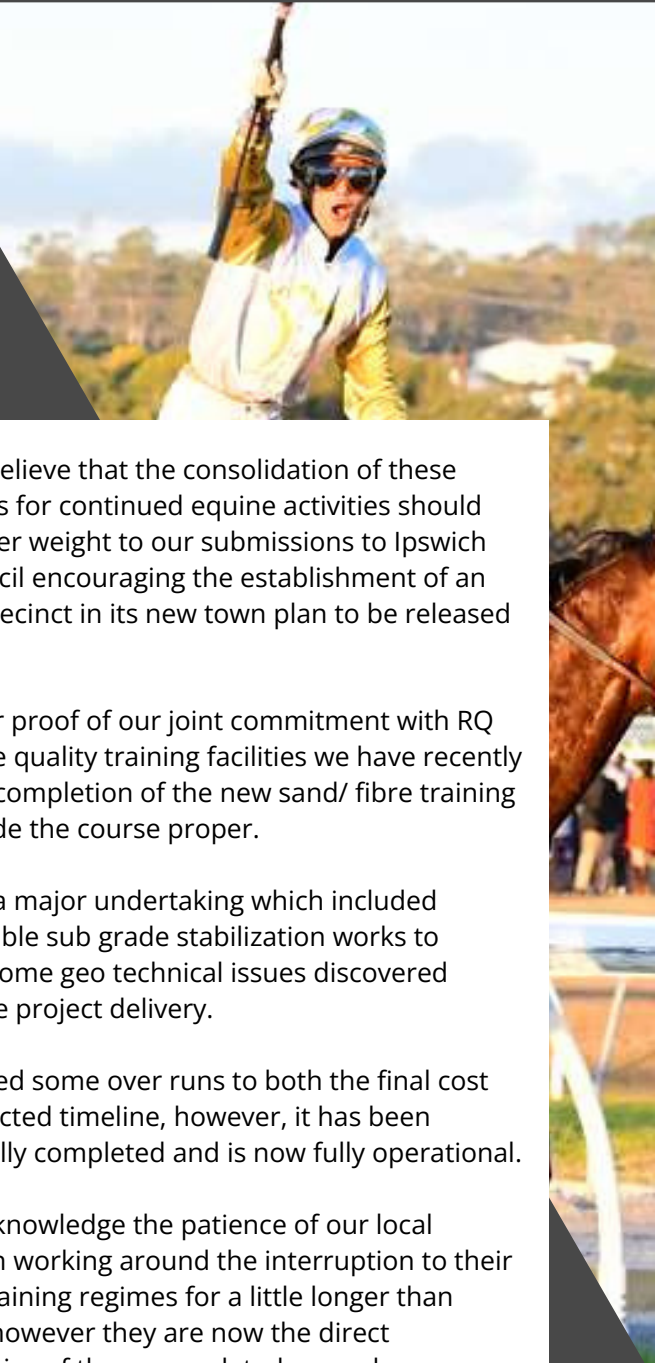 elieve that the consolidation of these
s for continued equine activities should
er weight to our submissions to Ipswich
cil encouraging the establishment of an
recinct in its new town plan to be released
r proof of our joint commitment with RQ
e quality training facilities we have recently
completion of the new sand/ fibre training
de the course proper.
a major undertaking which included
ble sub grade stabilization works to
ome geo technical issues discovered
e project delivery.
ed some over runs to both the final cost
cted timeline, however, it has been
lly completed and is now fully operational.
knowledge the patience of our local
n working around the interruption to their
aining regimes for a little longer than
however they are now the direct